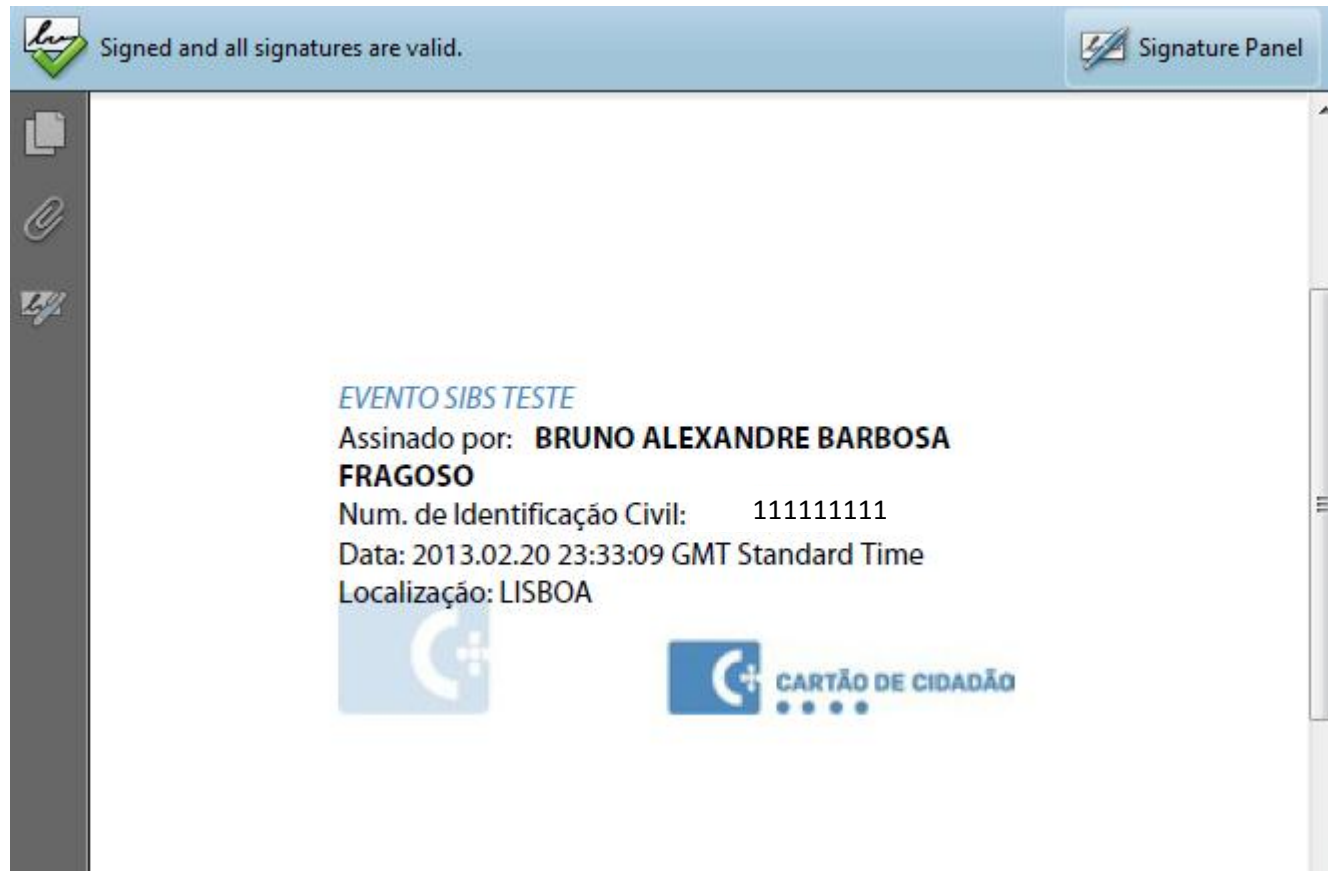 Signed and all signatures are valid.
Signature Panel
EVENTO SIBS TESTE
Assinado por: BRUNO ALEXANDRE BARBOSA
FRAGOSO
Num. de Identificação Civil: 111111111
Data: 2013.02.20 23:33:09 GMT Standard Time
Localização: LISBOA
CARTÃO DE CIDADÃO